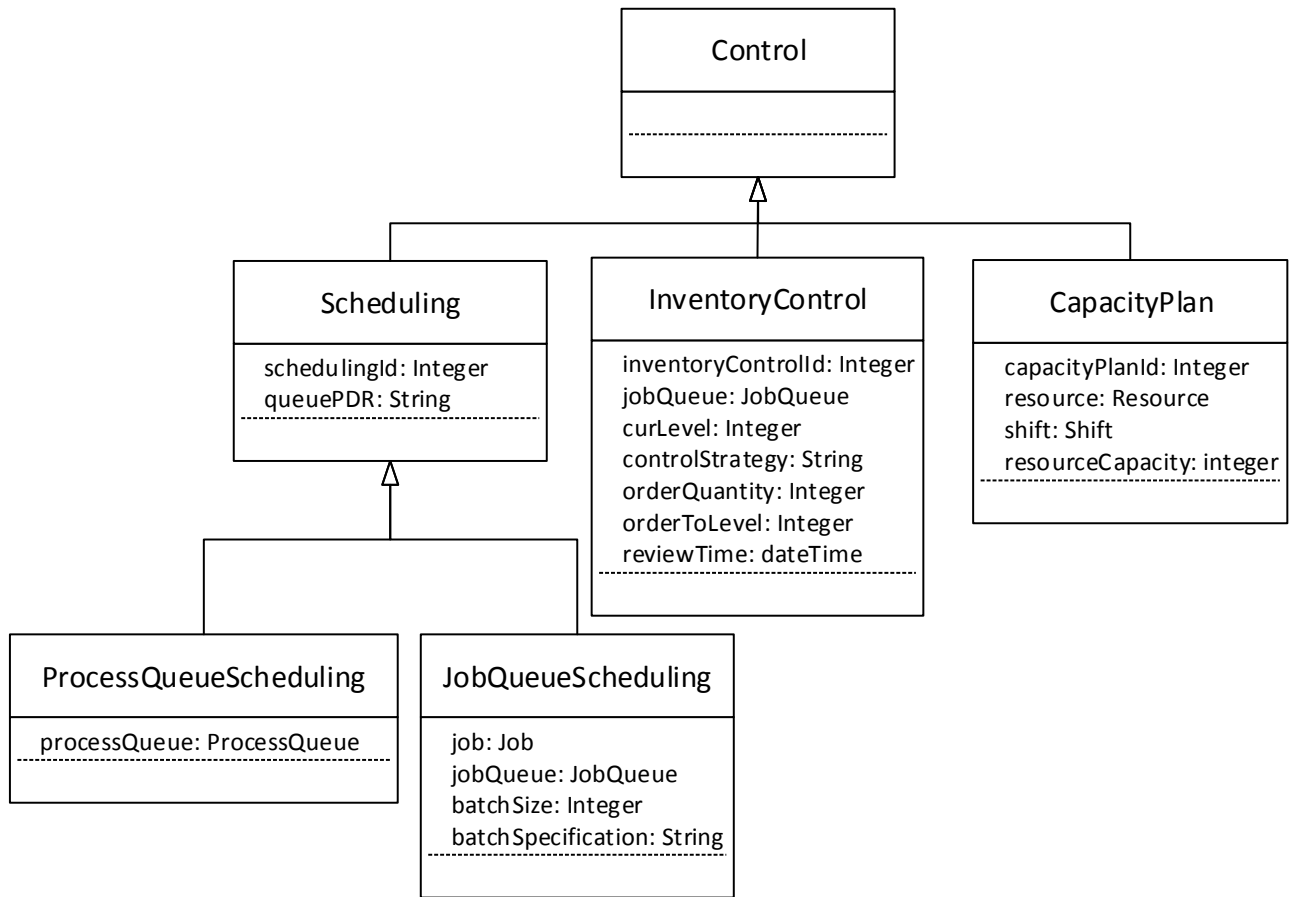 Control
Scheduling
schedulingId: Integer
queuePDR: String
InventoryControl
inventoryControlId: Integer
jobQueue: JobQueue
curLevel: Integer
controlStrategy: String
orderQuantity: Integer
orderToLevel: Integer
reviewTime: dateTime
CapacityPlan
capacityPlanId: Integer
resource: Resource
shift: Shift
resourceCapacity: integer
ProcessQueueScheduling
processQueue: ProcessQueue
JobQueueScheduling
job: Job
jobQueue: JobQueue
batchSize: Integer
batchSpecification: String